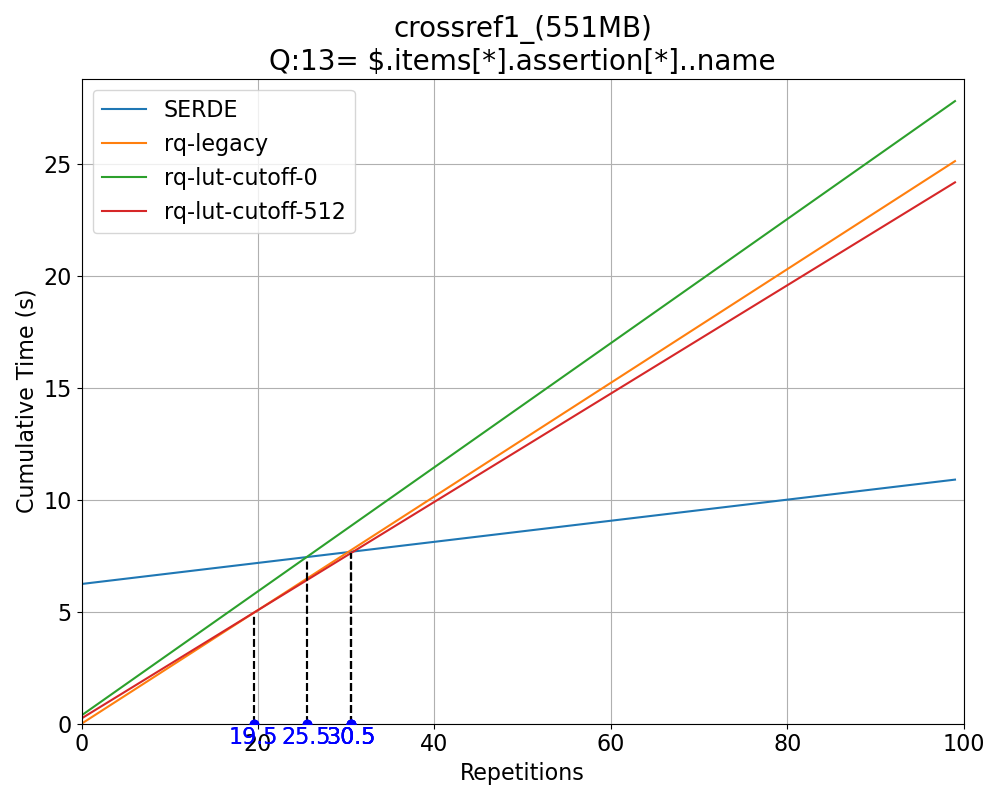 crossref1_(551MB)
Q:13= $.items[*].assertion[*]..name
SERDE
rq-legacy
rq-lut-cutoff-0
rq-lut-cutoff-512
Cumulative Time (s)
25
20
15
10
5
0
0 20 40 60 80 100
19.5 25.5 30.5
Repetitions